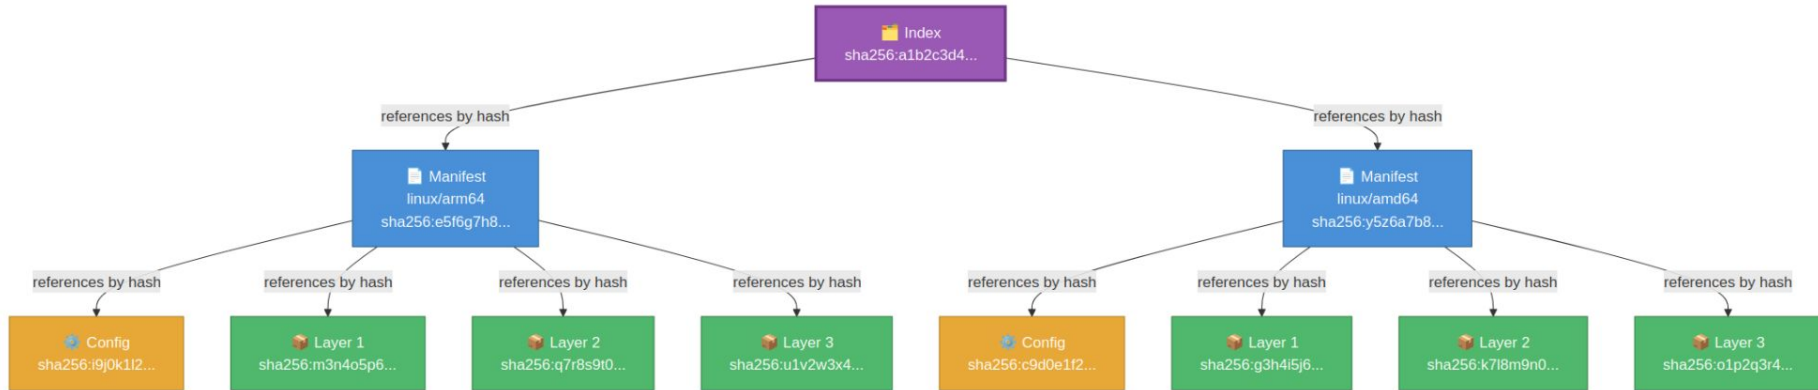 Index
sha256:a1b2c3d4...
references by hash
references by hash
Manifest
linux/arm64
sha256:e5f6g7h8...
Manifest
linux/amd64
sha256:y5z6a7b8...
references by hash
references by hash
references by hash
references by hash
references by hash
references by hash
references by hash
references by hash
Config
sha256:i9j0k1l2...
Layer 1
sha256:m3n4o5p6...
Layer 2
sha256:q7r8s9t0...
Layer 3
sha256:u1v2w3x4...
Config
sha256:c9d0e1f2...
Layer 1
sha256:g3h4i5j6...
Layer 2
sha256:k7l8m9n0...
Layer 3
sha256:o1p2q3r4...